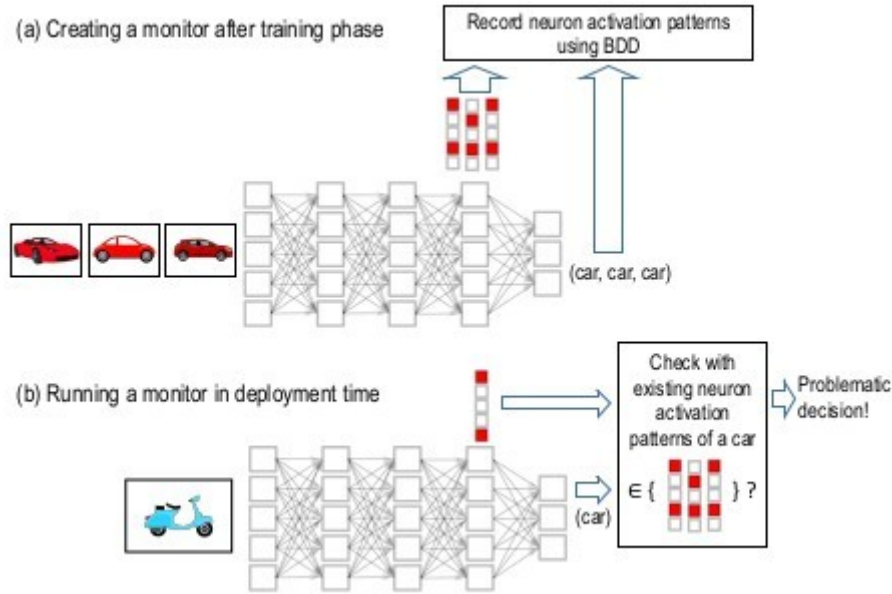 (a) Creating a monitor after training phase
Record neuron activation patterns
using BDD
(car, car, car)
(b) Running a monitor in deployment time
Check with
existing neuron
activation
patterns of a car
∈ { } ?
Problematic
decision!
(car)